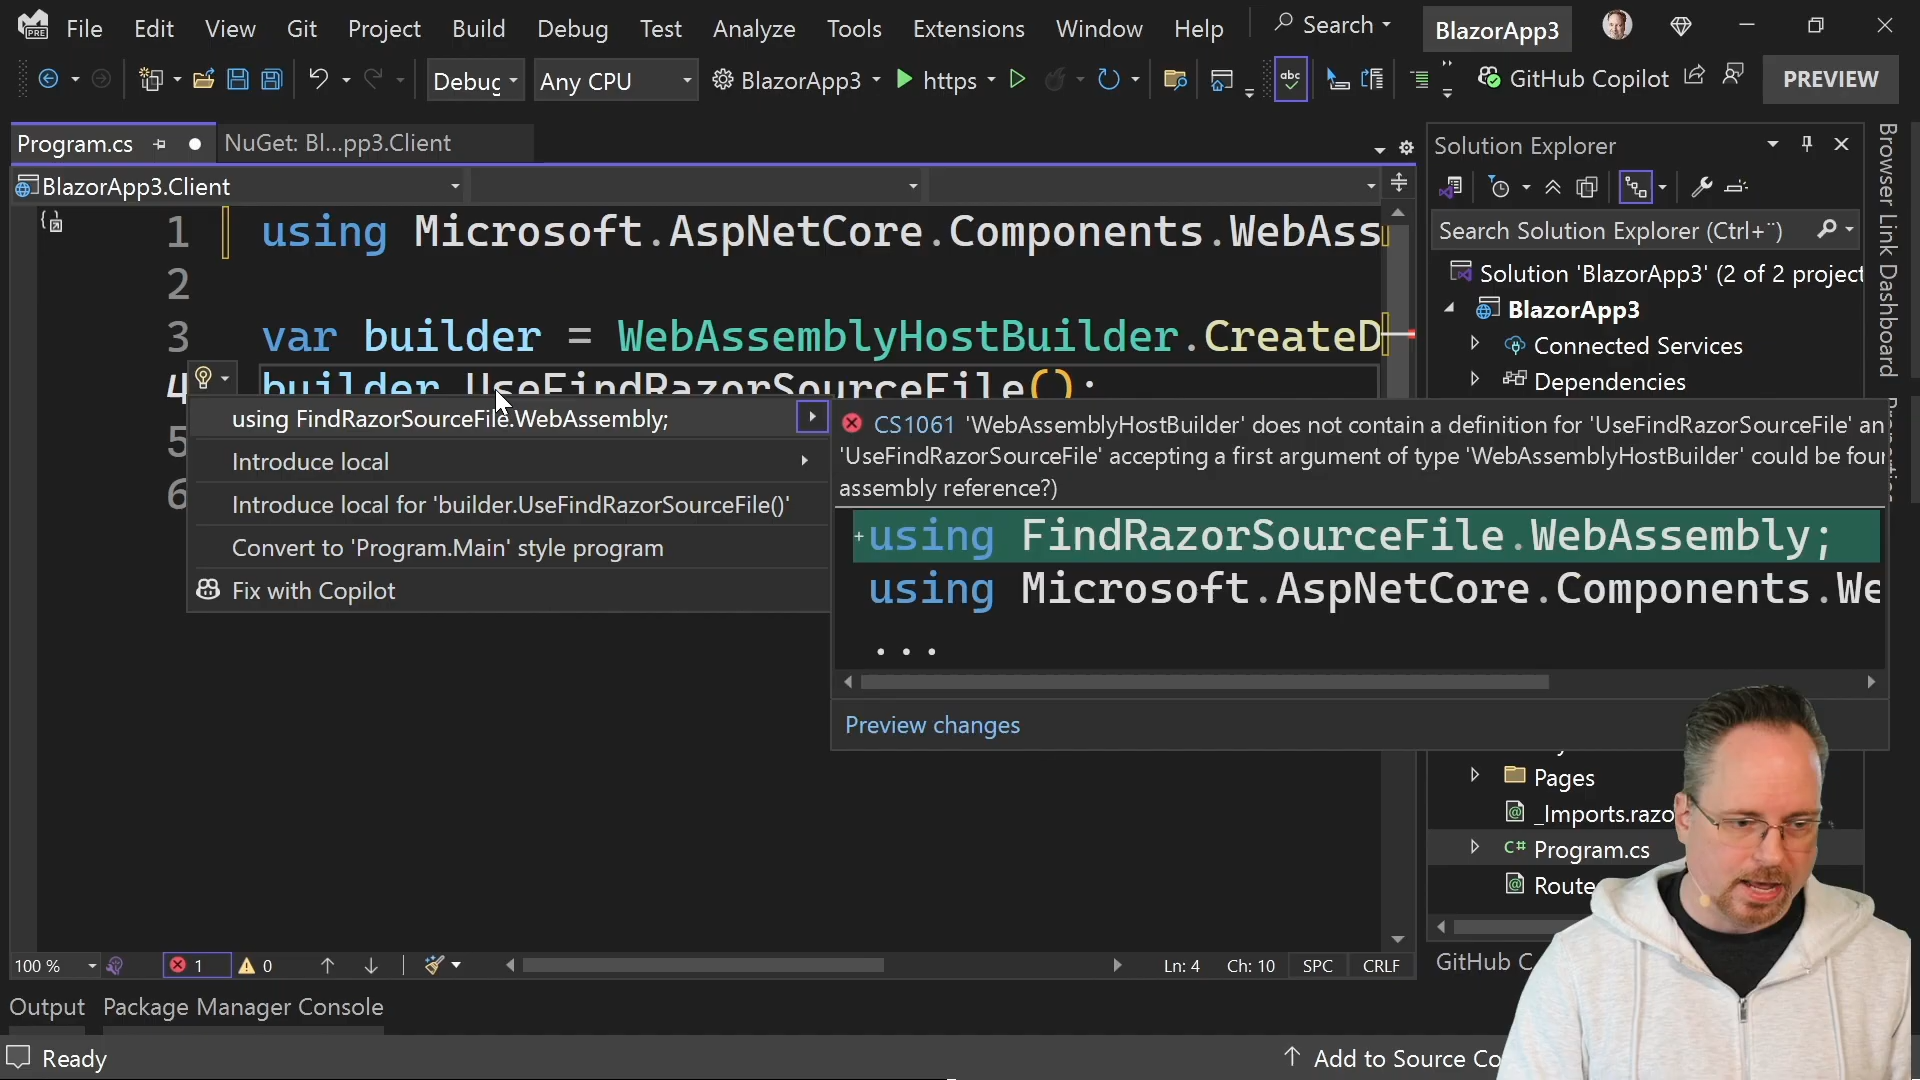 PRE File Edit View Git Project Build Debug Test Analyze Tools Extensions Window Help Search BlazorApp3
Debug Any CPU BlazorApp3 https abc GitHub Copilot PREVIEW
Program.cs NuGet: Bl...pp3.Client
BlazorApp3.Client
1 using Microsoft.AspNetCore.Components.WebAss
2
3 var builder = WebAssemblyHostBuilder.CreateD
4 builder.UseFindRazorSourceFile();
5
6
using FindRazorSourceFile.WebAssembly;
Introduce local
Introduce local for 'builder.UseFindRazorSourceFile()'
Convert to 'Program.Main' style program
Fix with Copilot
CS1061 'WebAssemblyHostBuilder' does not contain a definition for 'UseFindRazorSourceFile' an
'UseFindRazorSourceFile' accepting a first argument of type 'WebAssemblyHostBuilder' could be four
assembly reference?)
+using FindRazorSourceFile.WebAssembly;
using Microsoft.AspNetCore.Components.We
...
Preview changes
Solution Explorer
Search Solution Explorer (Ctrl+¨)
Solution 'BlazorApp3' (2 of 2 project
BlazorApp3
Connected Services
Dependencies
Pages
_Imports.razo
C# Program.cs
Route
GitHub C
Browser Link Dashboard
100 % 1 0 Ln: 4 Ch: 10 SPC CRLF
Output Package Manager Console
Ready Add to Source Co